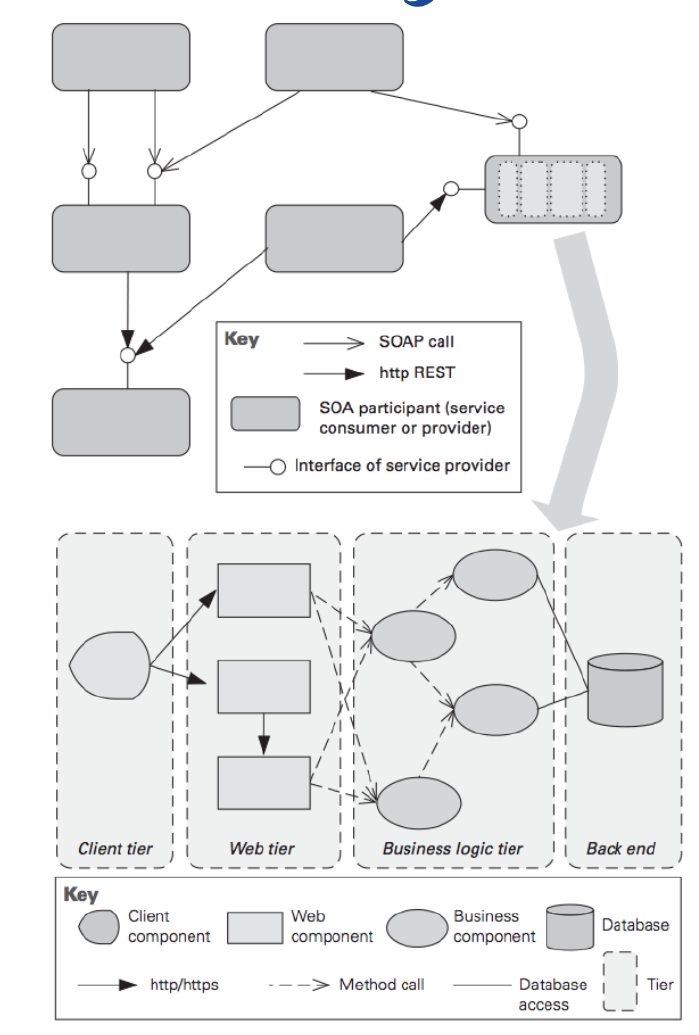 Key
SOAP call
http REST
SOA participant (service
consumer or provider)
Interface of service provider
Client tier
Web tier
Business logic tier
Back end
Key
Client
component
Web
component
Business
component
Database
http/https
Method call
Database
access
Tier